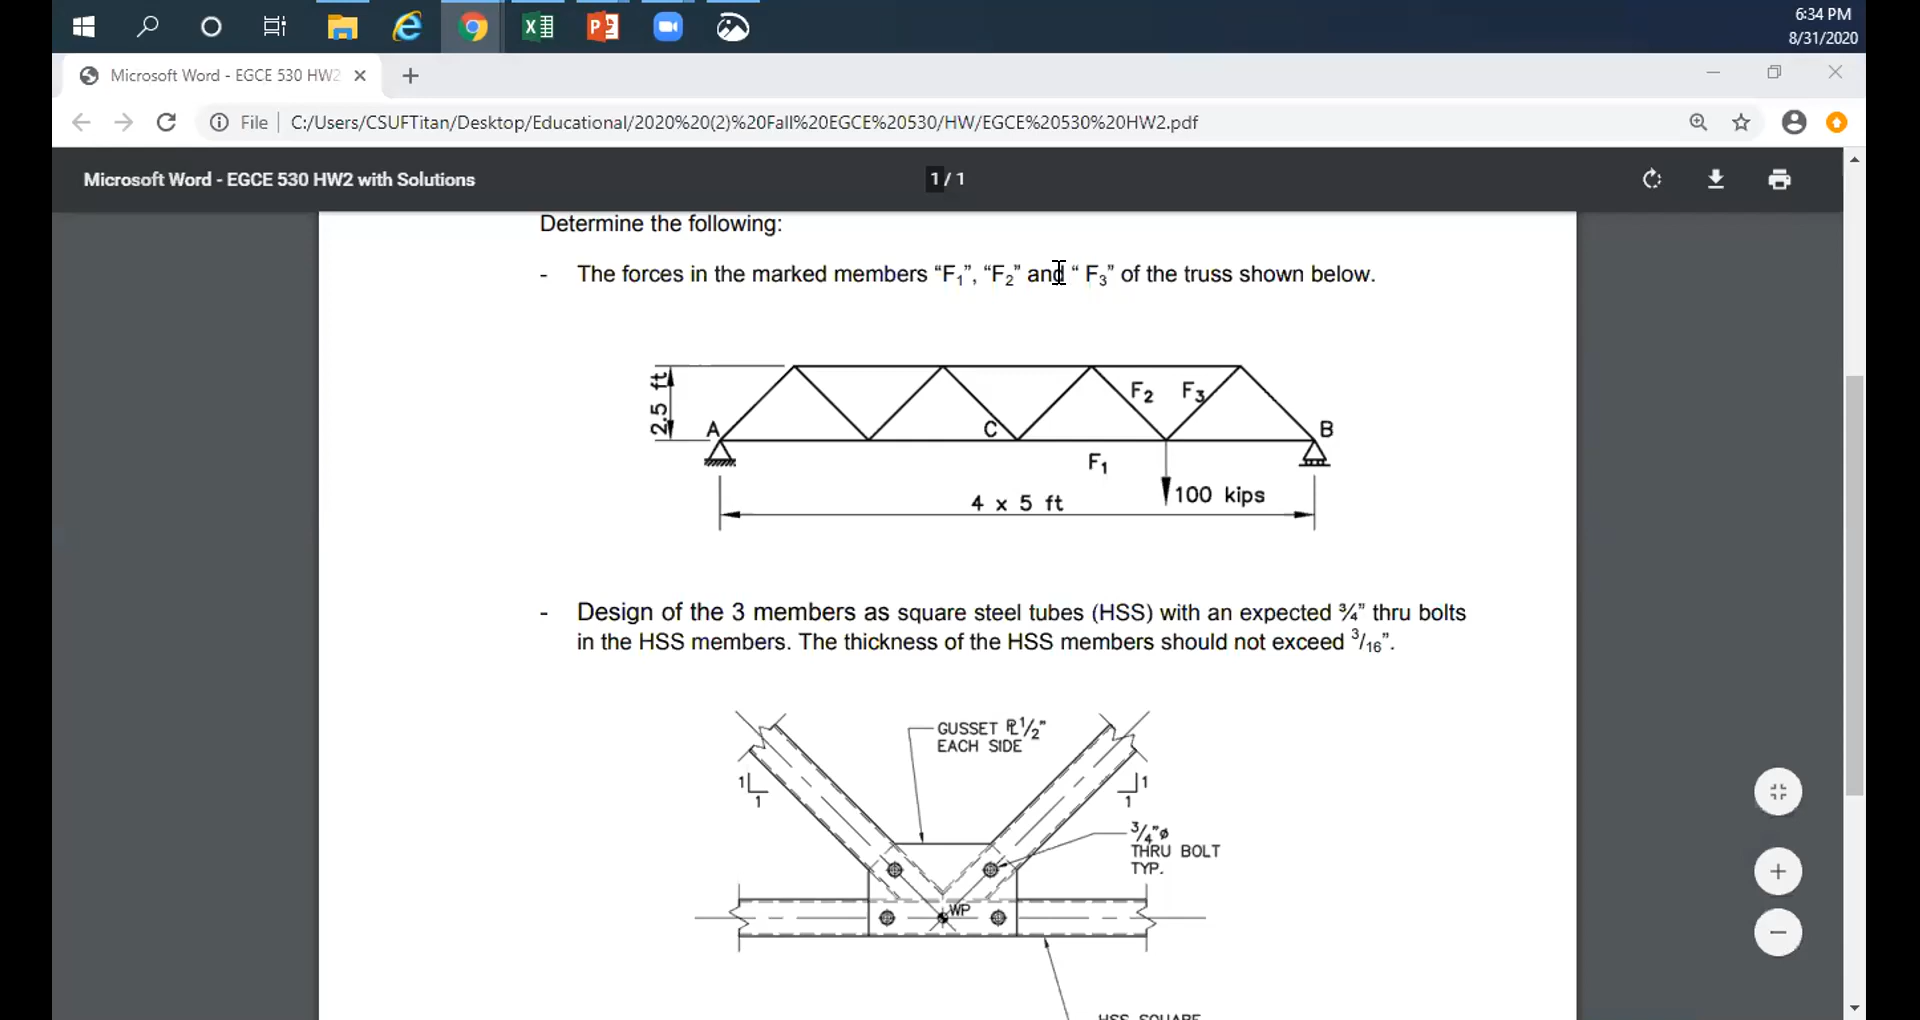 6:34 PM
8/31/2020
Microsoft Word - EGCE 530 HW2
File | C:/Users/CSUFTitan/Desktop/Educational/2020%20(2)%20Fall%20EGCE%20530/HW/EGCE%20530%20HW2.pdf
Microsoft Word - EGCE 530 HW2 with Solutions
1 / 1
Determine the following:
- The forces in the marked members “F₁”, “F₂” and “ F₃” of the truss shown below.
2.5 ft
F₂ F₃
A C B
F₁
100 kips
4 x 5 ft
- Design of the 3 members as square steel tubes (HSS) with an expected ¾” thru bolts
in the HSS members. The thickness of the HSS members should not exceed ³/₁₆”.
GUSSET ℄ 1/2"
EACH SIDE
1
1
1
1
3/4"ø
THRU BOLT
TYP.
WP
HSS SQUARE